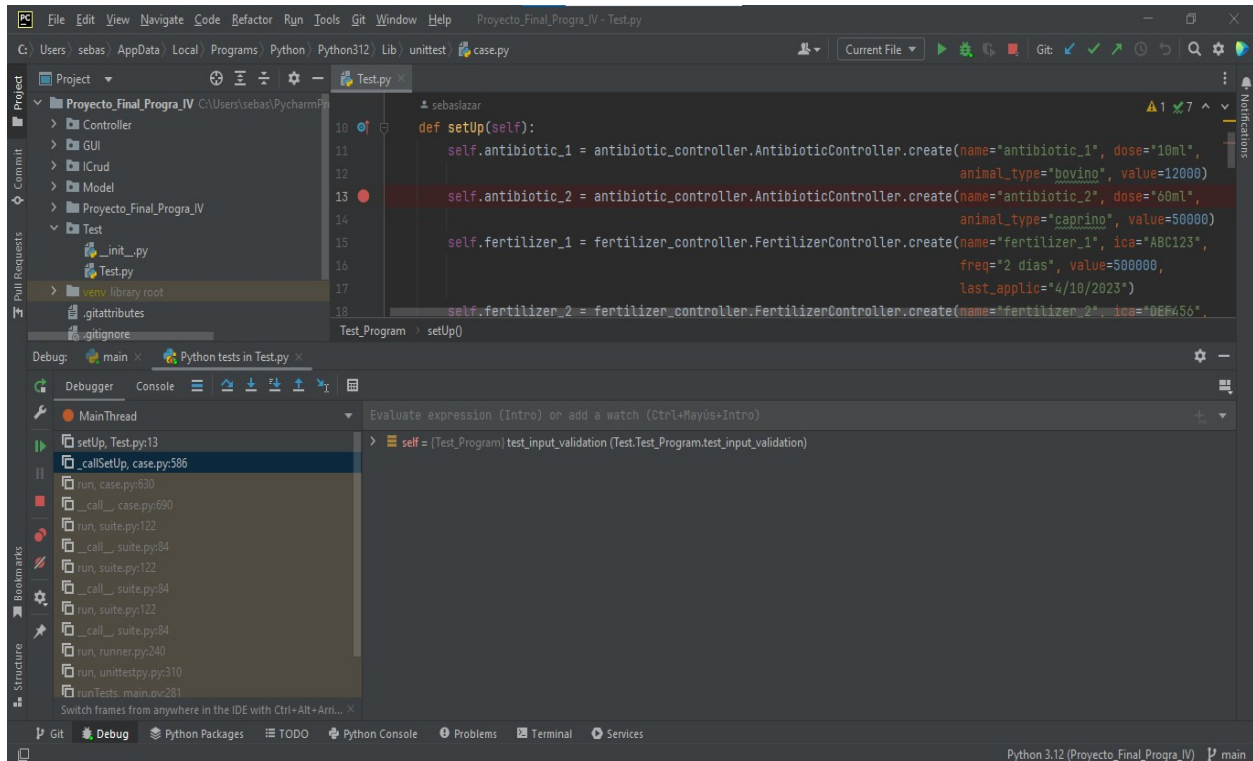 PC File Edit View Navigate Code Refactor Run Tools Git Window Help Proyecto_Final_Progra_IV - Test.py
C: Users sebas AppData Local Programs Python Python312 Lib unittest case.py Current File Git:
Project Test.py
Proyecto_Final_Progra_IV C:\Users\sebas\PycharmPr
Controller
GUI
ICrud
Model
Proyecto_Final_Progra_IV
Test
__init__.py
Test.py
venv library root
.gitattributes
.gitignore
sebaslazar
1 7
10 def setUp(self):
11 self.antibiotic_1 = antibiotic_controller.AntibioticController.create(name="antibiotic_1", dose="10ml",
12 animal_type="bovino", value=12000)
13 self.antibiotic_2 = antibiotic_controller.AntibioticController.create(name="antibiotic_2", dose="60ml",
14 animal_type="caprino", value=50000)
15 self.fertilizer_1 = fertilizer_controller.FertilizerController.create(name="fertilizer_1", ica="ABC123",
16 freq="2 días", value=500000,
17 last_applic="4/10/2023")
18 self.fertilizer_2 = fertilizer_controller.FertilizerController.create(name="fertilizer_2", ica="DEF456",
Test_Program setUp()
Project
Commit
Pull Requests
Bookmarks
Structure
Notifications
Debug: main Python tests in Test.py
Debugger Console
MainThread
Evaluate expression (Intro) or add a watch (Ctrl+Mayús+Intro)
setUp, Test.py:13
_callSetUp, case.py:586
run, case.py:630
__call__, case.py:690
run, suite.py:122
__call__, suite.py:84
run, suite.py:122
__call__, suite.py:84
run, suite.py:122
__call__, suite.py:84
run, runner.py:240
run, unittestpy.py:310
runTests, main.py:281
Switch frames from anywhere in the IDE with Ctrl+Alt+Arri...
self = {Test_Program} test_input_validation (Test.Test_Program.test_input_validation)
Git Debug Python Packages TODO Python Console Problems Terminal Services
Python 3.12 (Proyecto_Final_Progra_IV) main